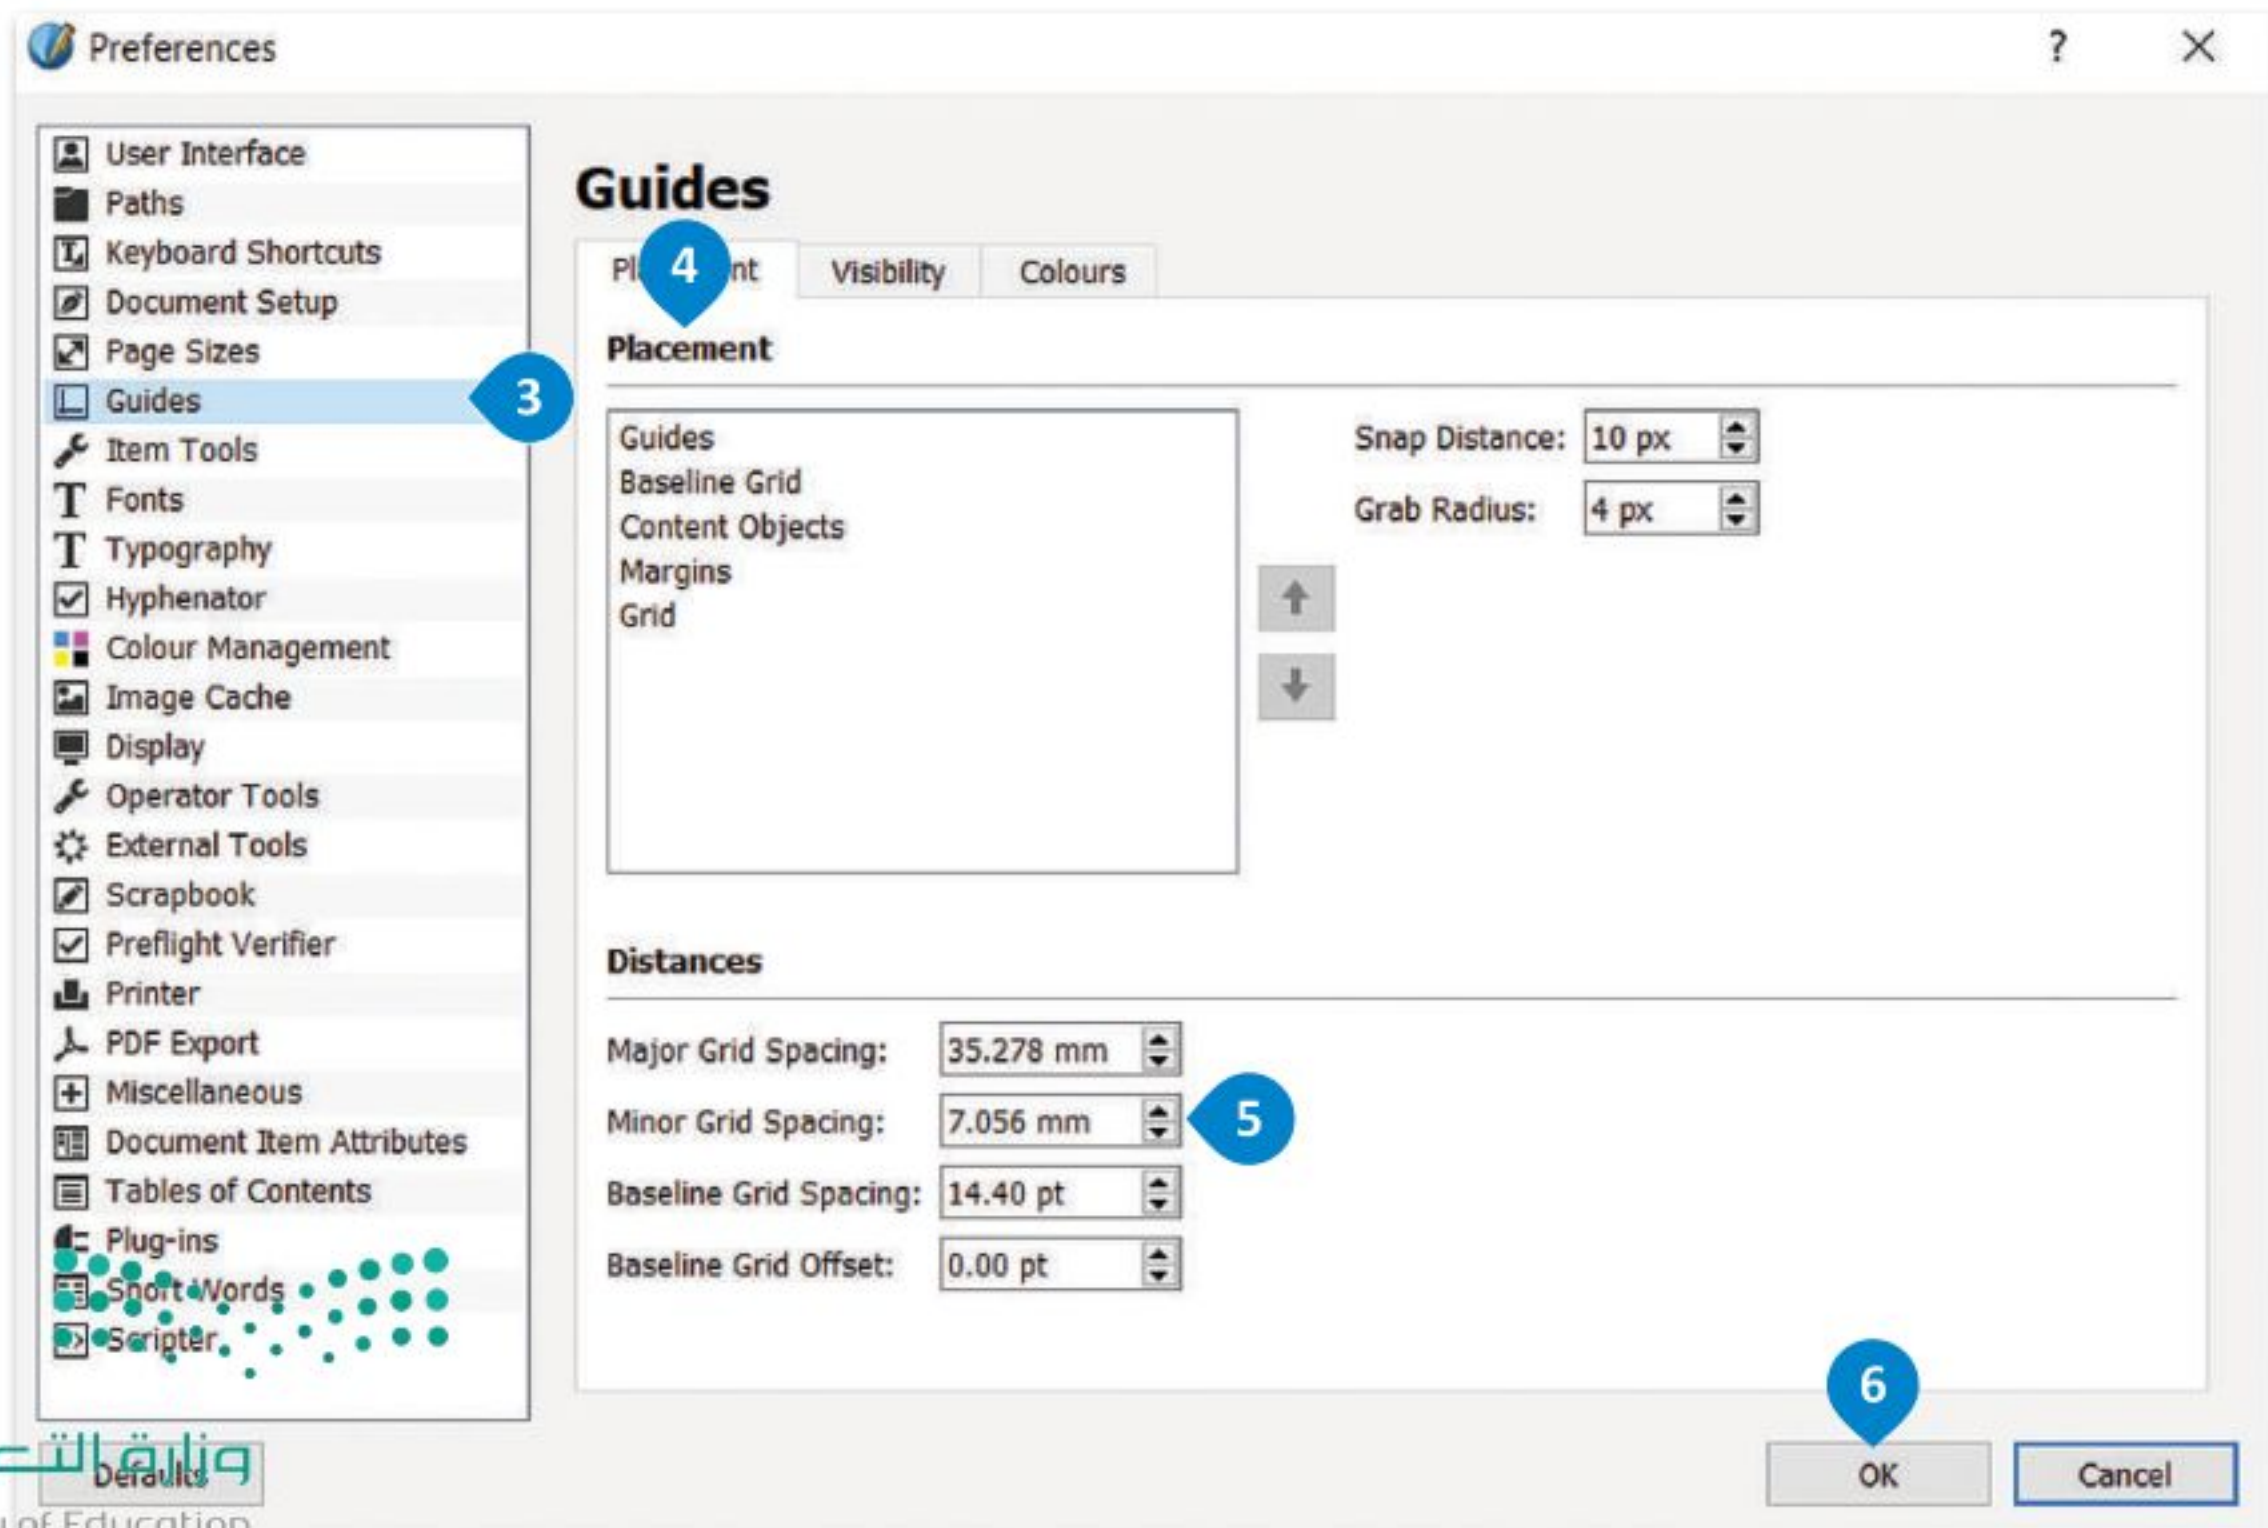 Preferences
?
User Interface
Paths
Keyboard Shortcuts
Document Setup
Page Sizes
Guides
3
Item Tools
Fonts
Typography
Hyphenator
Colour Management
Image Cache
Display
Operator Tools
External Tools
Scrapbook
Preflight Verifier
Printer
PDF Export
Miscellaneous
Document Item Attributes
Tables of Contents
Plug-ins
Short Words
Scripter
Defaults
Guides
4
Visibility
Colours
Placement
Guides
Baseline Grid
Content Objects
Margins
Grid
Snap Distance: 10 px
Grab Radius: 4 px
Distances
Major Grid Spacing: 35.278 mm
Minor Grid Spacing: 7.056 mm
5
Baseline Grid Spacing: 14.40 pt
Baseline Grid Offset: 0.00 pt
6
OK
Cancel
وزارة
of Education